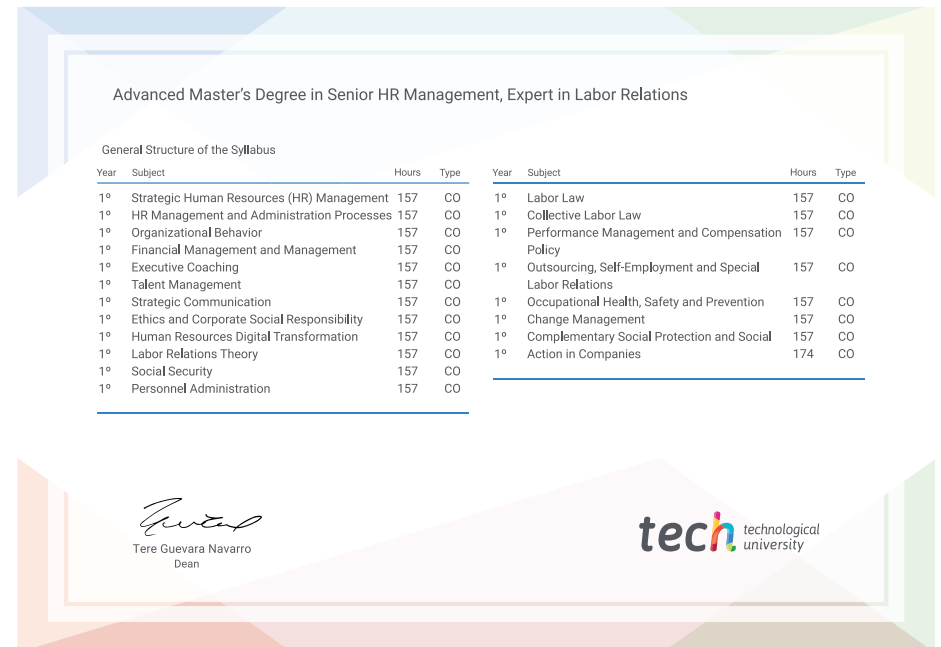 Advanced Master's Degree in Senior HR Management, Expert in Labor Relations
General Structure of the Syllabus
Year Subject Hours Type
1º Strategic Human Resources (HR) Management 157 CO
1º HR Management and Administration Processes 157 CO
1º Organizational Behavior 157 CO
1º Financial Management and Management 157 CO
1º Executive Coaching 157 CO
1º Talent Management 157 CO
1º Strategic Communication 157 CO
1º Ethics and Corporate Social Responsibility 157 CO
1º Human Resources Digital Transformation 157 CO
1º Labor Relations Theory 157 CO
1º Social Security 157 CO
1º Personnel Administration 157 CO
Year Subject Hours Type
1º Labor Law 157 CO
1º Collective Labor Law 157 CO
1º Performance Management and Compensation 157 CO
Policy
1º Outsourcing, Self-Employment and Special 157 CO
Labor Relations
1º Occupational Health, Safety and Prevention 157 CO
1º Change Management 157 CO
1º Complementary Social Protection and Social 157 CO
1º Action in Companies 174 CO
Tere Guevara Navarro
Dean
tech technological
university